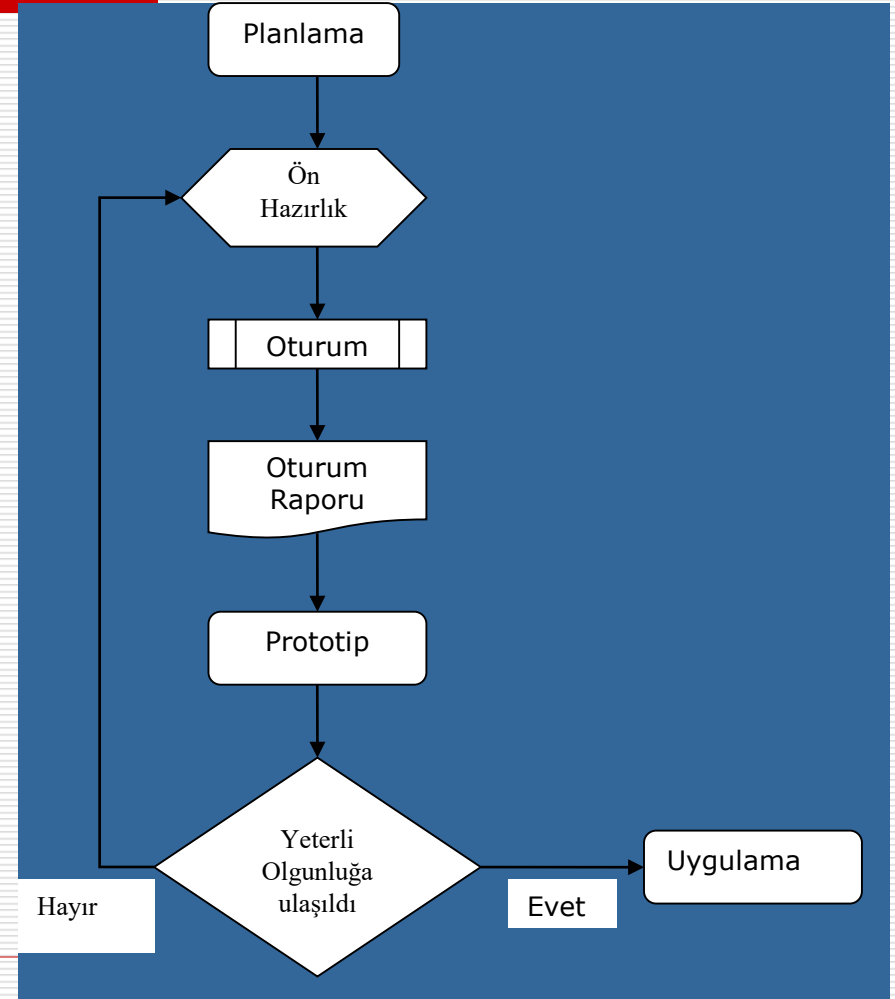 Planlama
Ön
Hazırlık
Oturum
Oturum
Raporu
Prototip
Yeterli
Olgunluğa
ulaşıldı
Uygulama
Hayır
Evet